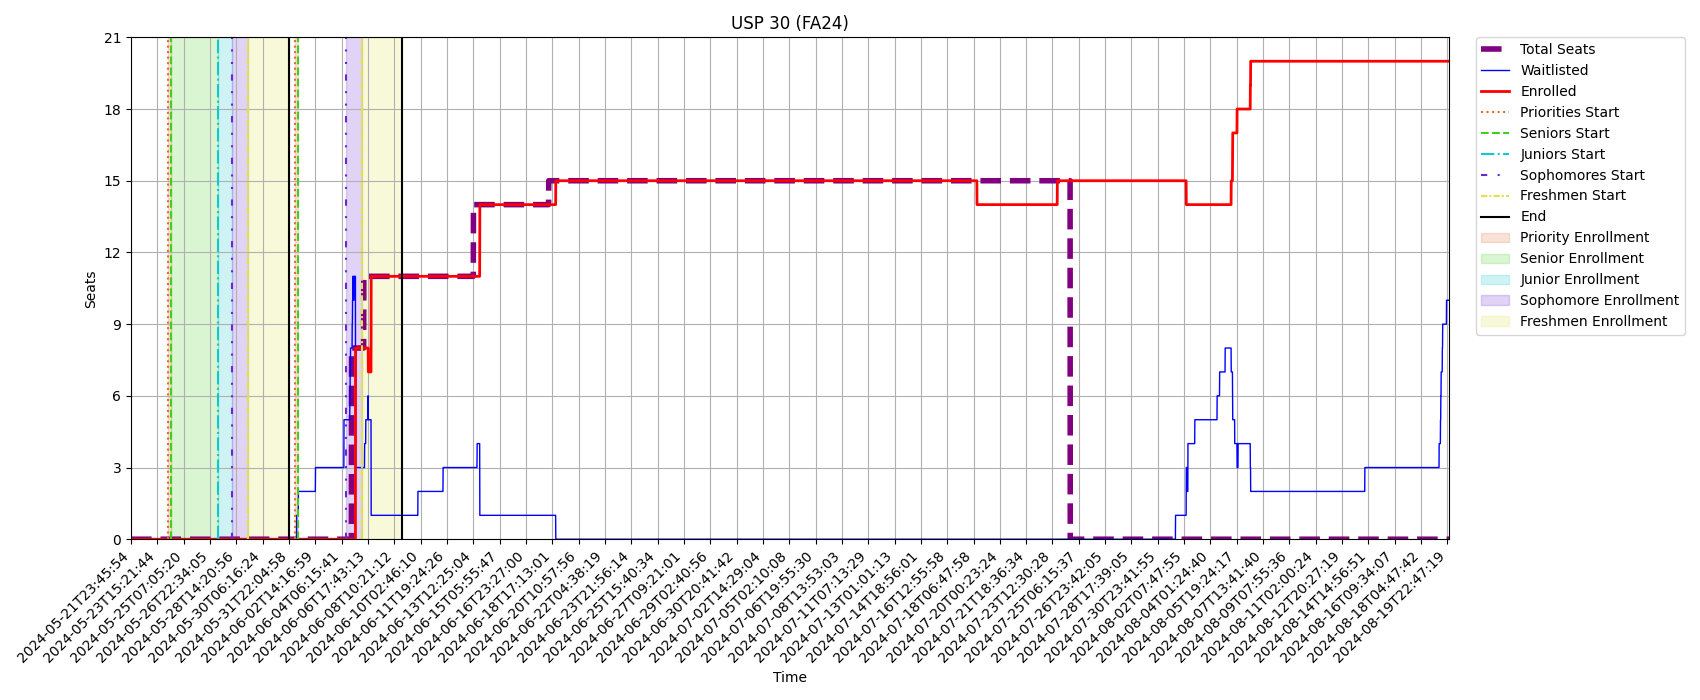 USP 30 (FA24)
21
18
15
12
9
6
3
0
Seats
2024-05-21T23:45:54
2024-05-23T15:21:44
2024-05-25T07:05:20
2024-05-26T22:34:05
2024-05-28T14:20:56
2024-05-30T06:16:24
2024-05-31T22:04:58
2024-06-02T14:16:59
2024-06-04T06:15:41
2024-06-06T17:43:13
2024-06-08T10:21:12
2024-06-10T02:46:10
2024-06-11T19:24:26
2024-06-13T12:25:04
2024-06-15T05:55:47
2024-06-16T23:27:00
2024-06-18T17:13:01
2024-06-20T10:57:56
2024-06-22T04:38:19
2024-06-23T21:56:14
2024-06-25T15:40:34
2024-06-27T09:21:01
2024-06-29T02:40:56
2024-06-30T20:41:42
2024-07-02T14:29:04
2024-07-05T02:10:08
2024-07-06T19:55:30
2024-07-08T13:53:03
2024-07-11T07:13:29
2024-07-13T01:01:13
2024-07-14T18:56:01
2024-07-16T12:55:58
2024-07-18T06:47:58
2024-07-20T00:23:24
2024-07-21T18:36:34
2024-07-23T12:30:28
2024-07-25T06:15:37
2024-07-26T23:42:05
2024-07-28T17:39:05
2024-07-30T23:41:55
2024-08-02T07:47:55
2024-08-04T01:24:40
2024-08-05T19:24:17
2024-08-07T13:41:40
2024-08-09T07:55:36
2024-08-11T02:00:24
2024-08-12T20:27:19
2024-08-14T14:56:51
2024-08-16T09:34:07
2024-08-18T04:47:42
2024-08-19T22:47:19
Time
Total Seats
Waitlisted
Enrolled
Priorities Start
Seniors Start
Juniors Start
Sophomores Start
Freshmen Start
End
Priority Enrollment
Senior Enrollment
Junior Enrollment
Sophomore Enrollment
Freshmen Enrollment